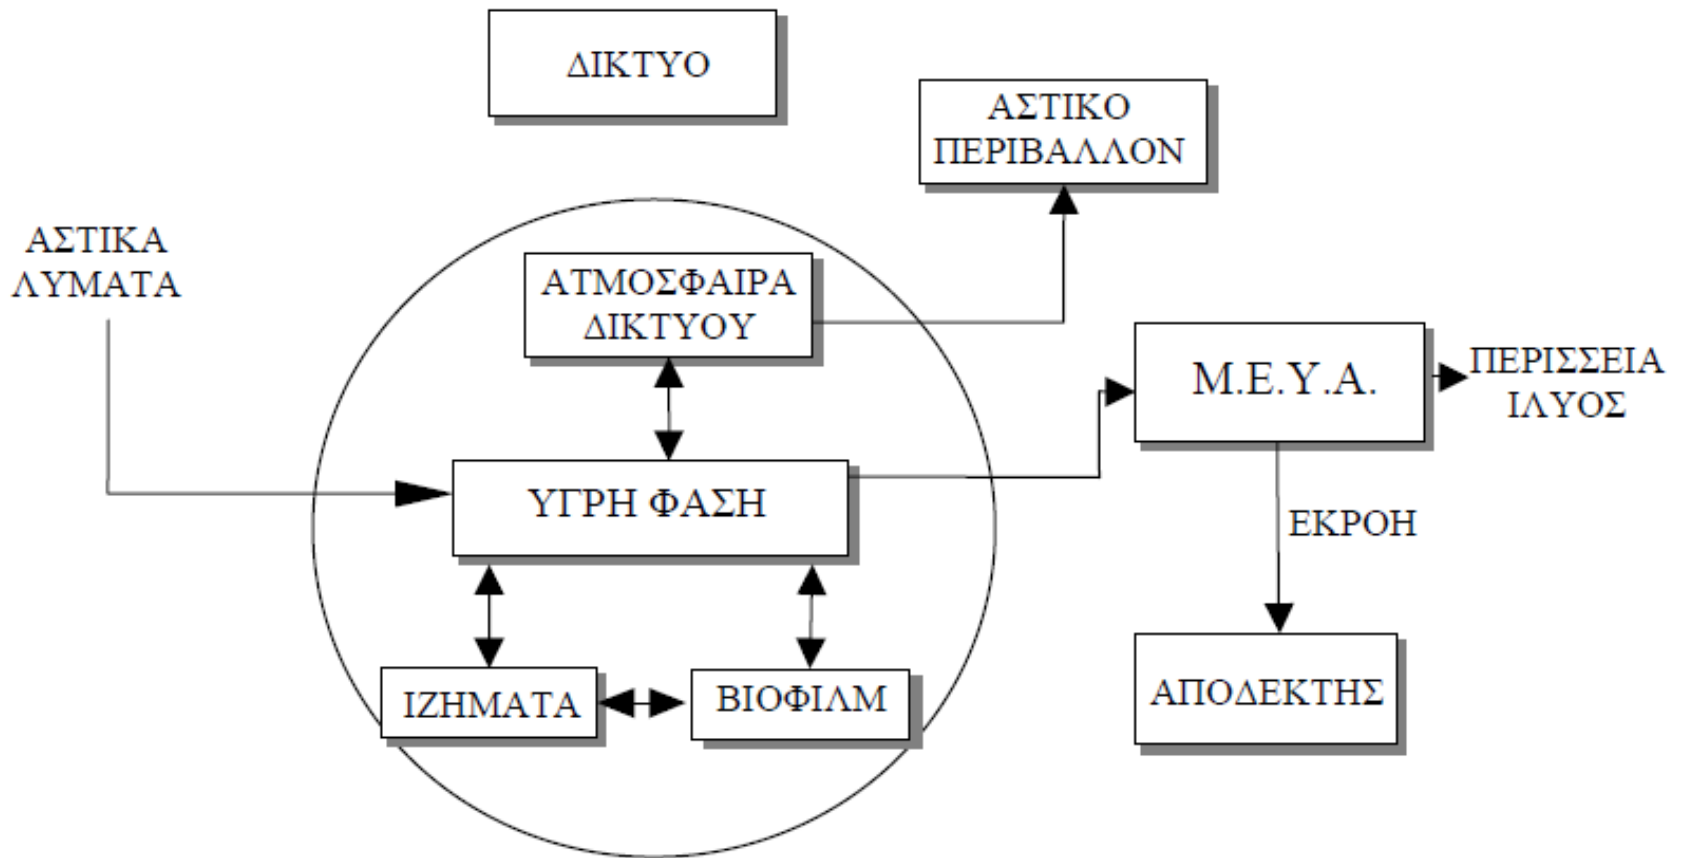 ΔΙΚΤΥΟ
ΑΣΤΙΚΟ
ΠΕΡΙΒΑΛΛΟΝ
ΑΣΤΙΚΑ
ΛΥΜΑΤΑ
ΑΤΜΟΣΦΑΙΡΑ
ΔΙΚΤΥΟΥ
Μ.Ε.Υ.Α.
ΠΕΡΙΣΣΕΙΑ
ΙΛΥΟΣ
ΥΓΡΗ ΦΑΣΗ
ΕΚΡΟΗ
ΙΖΗΜΑΤΑ
ΒΙΟΦΙΛΜ
ΑΠΟΔΕΚΤΗΣ